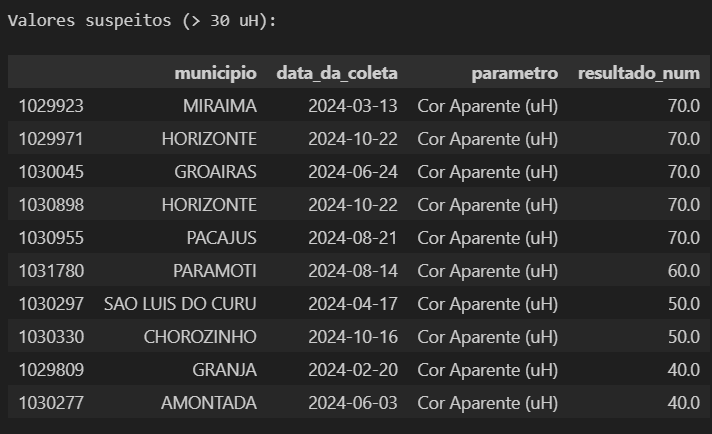 Valores suspeitos (> 30 uH):
municipio data_da_coleta parametro resultado_num
1029923 MIRAIMA 2024-03-13 Cor Aparente (uH) 70.0
1029971 HORIZONTE 2024-10-22 Cor Aparente (uH) 70.0
1030045 GROAIRAS 2024-06-24 Cor Aparente (uH) 70.0
1030898 HORIZONTE 2024-10-22 Cor Aparente (uH) 70.0
1030955 PACAJUS 2024-08-21 Cor Aparente (uH) 70.0
1031780 PARAMOTI 2024-08-14 Cor Aparente (uH) 60.0
1030297 SAO LUIS DO CURU 2024-04-17 Cor Aparente (uH) 50.0
1030330 CHOROZINHO 2024-10-16 Cor Aparente (uH) 50.0
1029809 GRANJA 2024-02-20 Cor Aparente (uH) 40.0
1030277 AMONTADA 2024-06-03 Cor Aparente (uH) 40.0